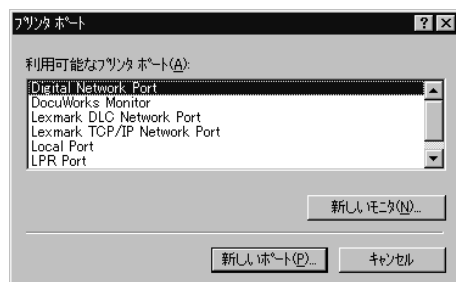 プリンタ ポート
利用可能なプリンタ ポート(A):
Digital Network Port
DocuWorks Monitor
Lexmark DLC Network Port
Lexmark TCP/IP Network Port
Local Port
LPR Port
新しいモニタ(N)...
新しいポート(P)... キャンセル